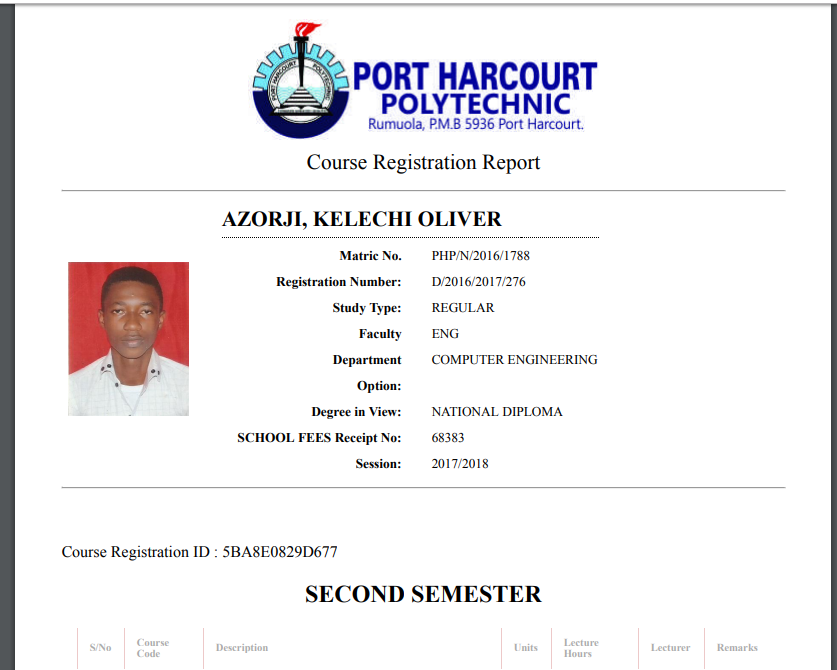 PORT HARCOURT
POLYTECHNIC
Rumuola, P.M.B 5936 Port Harcourt.
PORT HARCOURT POLYTECHNIC
Course Registration Report
AZORJI, KELECHI OLIVER
Matric No. PHP/N/2016/1788
Registration Number: D/2016/2017/276
Study Type: REGULAR
Faculty ENG
Department COMPUTER ENGINEERING
Option:
Degree in View: NATIONAL DIPLOMA
SCHOOL FEES Receipt No: 68383
Session: 2017/2018
Course Registration ID : 5BA8E0829D677
SECOND SEMESTER
S/No Course Code Description Units Lecture Hours Lecturer Remarks